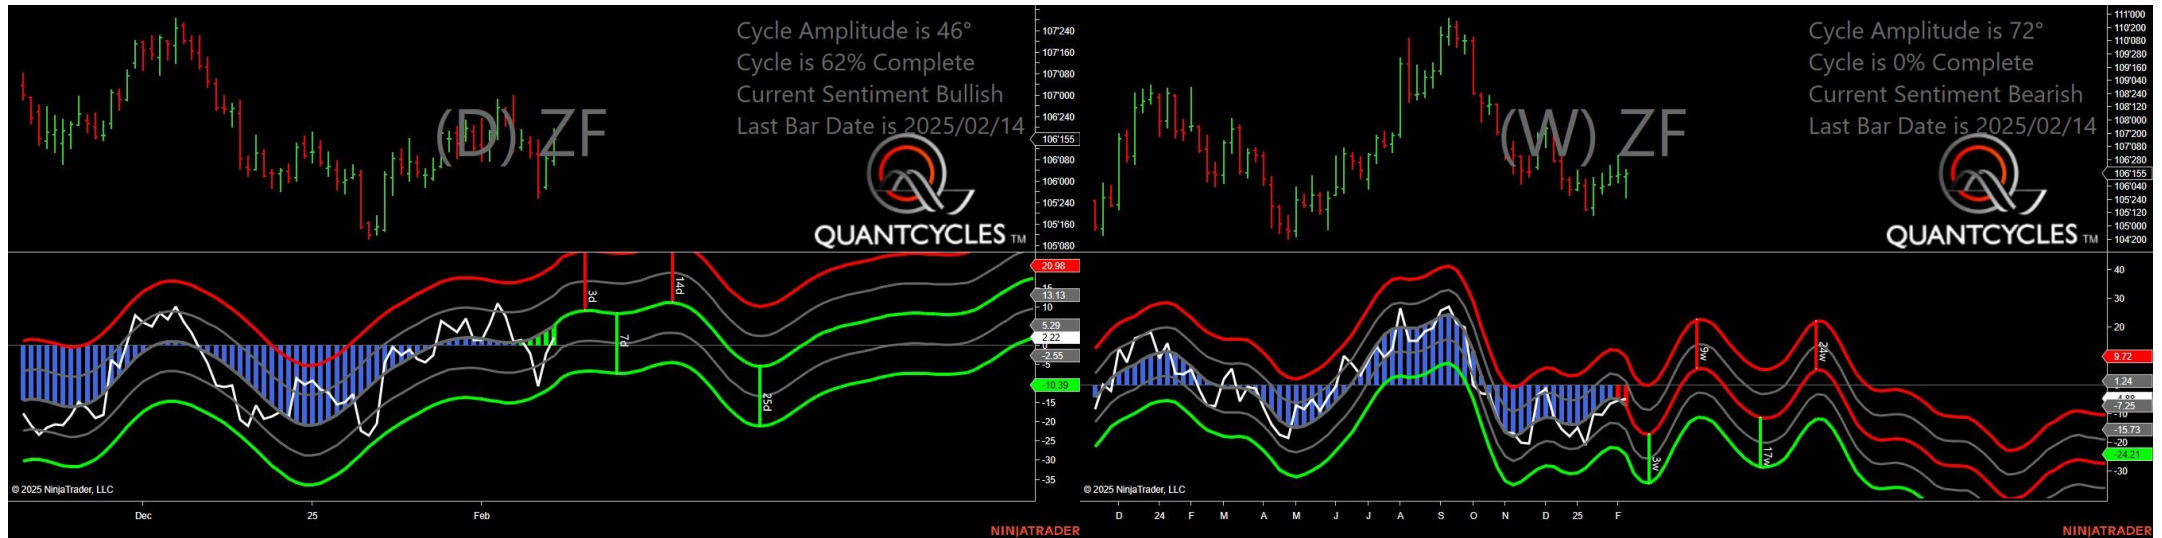 Cycle Amplitude is 46°
Cycle is 62% Complete
Current Sentiment Bullish
Last Bar Date is 2025/02/14
(D) ZF
QUANTCYCLES TM
107'240
107'160
107'080
107'000
106'240
106'155
106'080
106'000
105'240
105'160
105'080
20.98
15
13.13
10
5.29
2.22
0
-2.55
-5
-10.39
-15
-20
-25
-30
-35
3d
14d
7d
25d
© 2025 NinjaTrader, LLC
Dec
25
Feb
NINJATRADER
Cycle Amplitude is 72°
Cycle is 0% Complete
Current Sentiment Bearish
Last Bar Date is 2025/02/14
(W) ZF
QUANTCYCLES TM
111'000
110'200
110'080
109'280
109'160
109'040
108'240
108'120
108'000
107'200
107'080
106'280
106'155
106'040
105'240
105'120
105'000
104'200
40
30
20
9.72
1.24
-4.88
-7.25
-10
-15.73
-20
-24.21
-30
9w
24w
3w
17w
© 2025 NinjaTrader, LLC
D 24 F M A M J J A S O N D 25 F
NINJATRADER